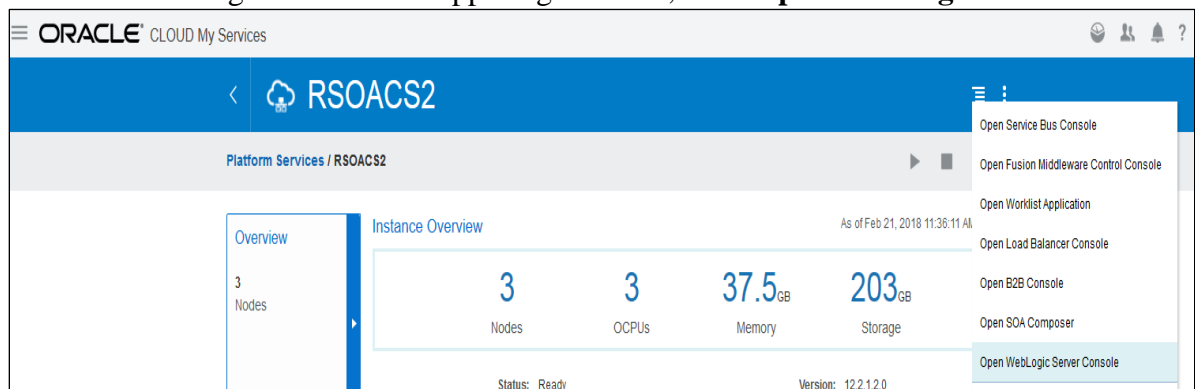 ORACLE® CLOUD My Services
?
RSOACS2
Open Service Bus Console
Platform Services / RSOACS2
Open Fusion Middleware Control Console
Open Worklist Application
Overview
Instance Overview
As of Feb 21, 2018 11:36:11 AM
Open Load Balancer Console
3
Nodes
3
Nodes
3
OCPUs
37.5GB
Memory
203GB
Storage
Open B2B Console
Open SOA Composer
Open WebLogic Server Console
Status: Ready
Version: 12.2.1.2.0